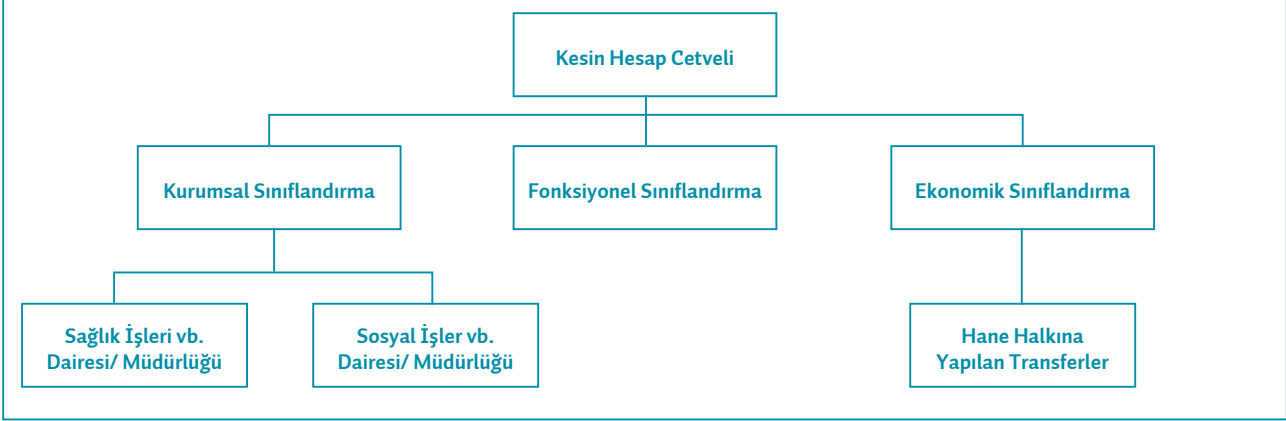 Kesin Hesap Cetveli
Kurumsal Sınıflandırma
Fonksiyonel Sınıflandırma
Ekonomik Sınıflandırma
Sağlık İşleri vb.
Dairesi/ Müdürlüğü
Sosyal İşler vb.
Dairesi/ Müdürlüğü
Hane Halkına
Yapılan Transferler